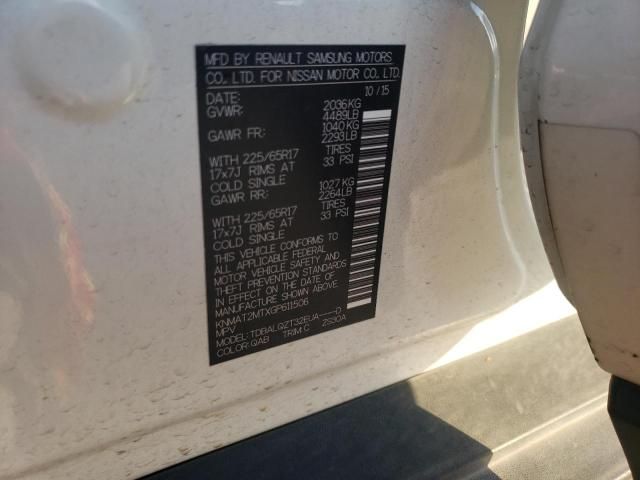 MFD BY RENAULT SAMSUNG MOTORS
CO., LTD. FOR NISSAN MOTOR CO., LTD.
DATE: 10/15
GVWR: 2036KG
4489LB
GAWR FR: 1040KG
2293LB
WITH 225/65R17 TIRES
17x7J RIMS AT 33 PSI
COLD SINGLE
GAWR RR: 1027 KG
2264LB
WITH 225/65R17 TIRES
17x7J RIMS AT 33 PSI
COLD SINGLE
THIS VEHICLE CONFORMS TO
ALL APPLICABLE FEDERAL
MOTOR VEHICLE SAFETY AND
THEFT PREVENTION STANDARDS
IN EFFECT ON THE DATE OF
MANUFACTURE SHOWN ABOVE.
KNMAT2MTXGP611506
MPV
MODEL: TDBALGZT32EUA---D
COLOR: QAB TRIM: C ZS30A